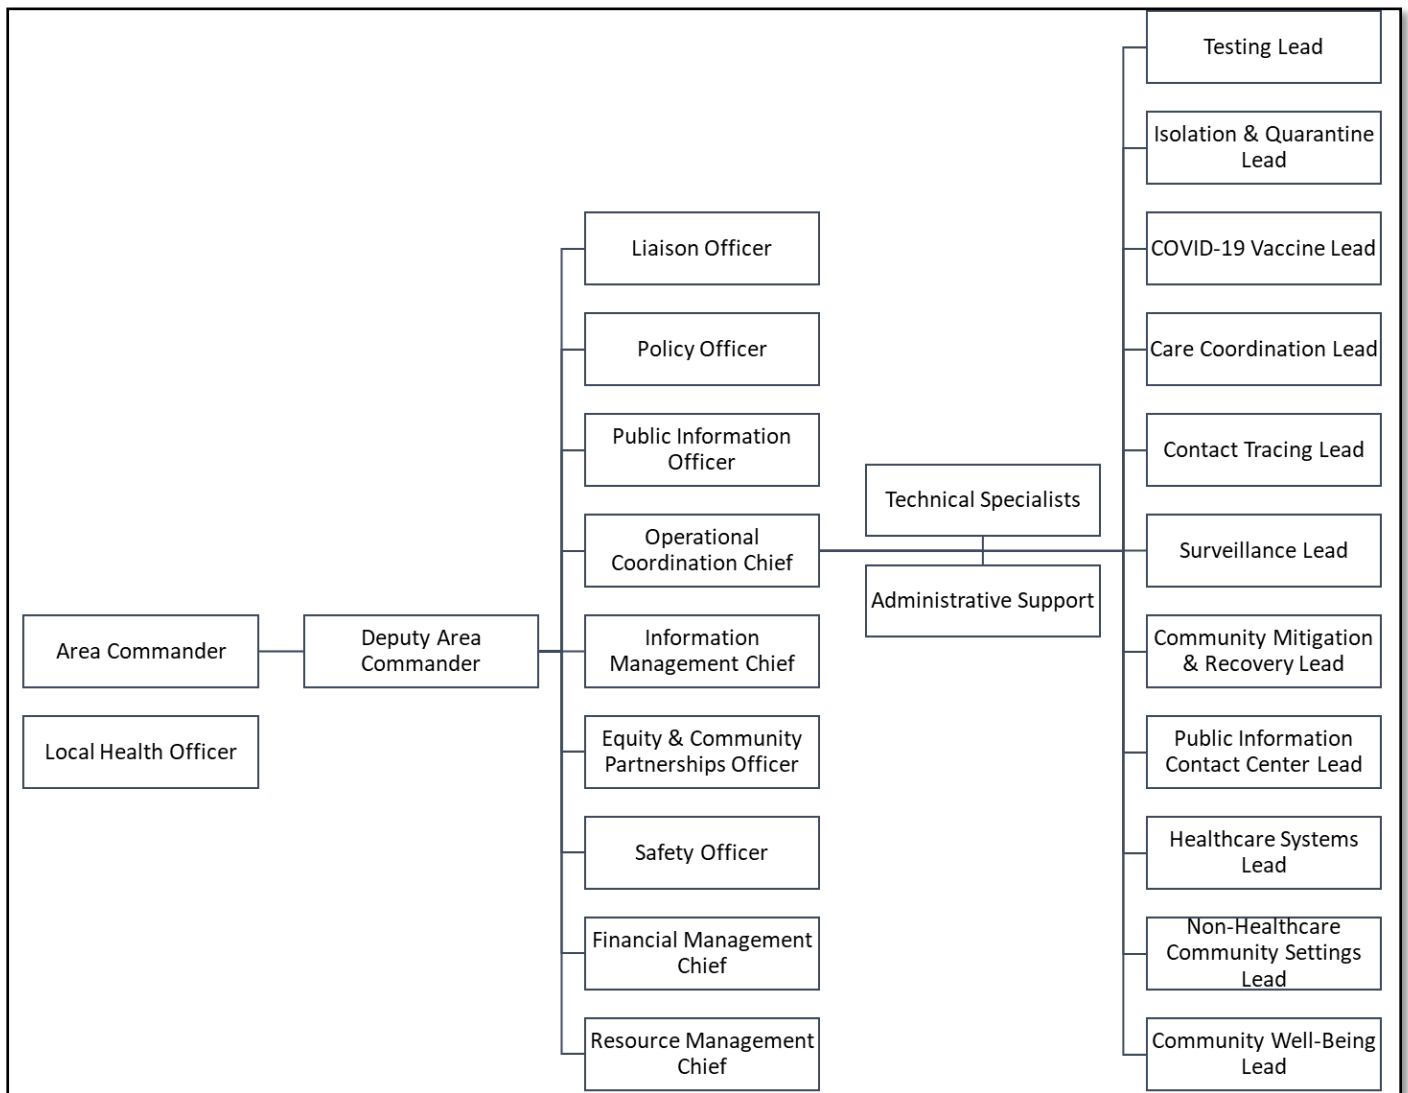 Area Commander
Local Health Officer
Deputy Area
Commander
Liaison Officer
Policy Officer
Public Information
Officer
Operational
Coordination Chief
Information
Management Chief
Equity & Community
Partnerships Officer
Safety Officer
Financial Management
Chief
Resource Management
Chief
Technical Specialists
Administrative Support
Testing Lead
Isolation & Quarantine
Lead
COVID-19 Vaccine Lead
Care Coordination Lead
Contact Tracing Lead
Surveillance Lead
Community Mitigation
& Recovery Lead
Public Information
Contact Center Lead
Healthcare Systems
Lead
Non-Healthcare
Community Settings
Lead
Community Well-Being
Lead